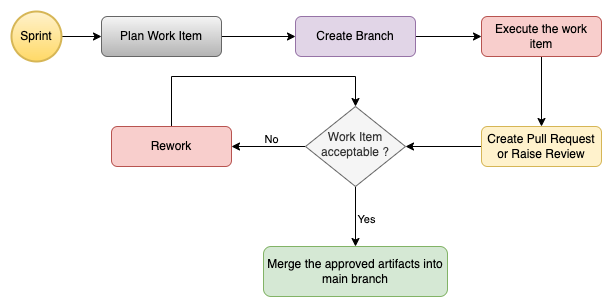 Sprint
Plan Work Item
Create Branch
Execute the work
item
Create Pull Request
or Raise Review
Work Item
acceptable ?
No
Rework
Yes
Merge the approved artifacts into
main branch